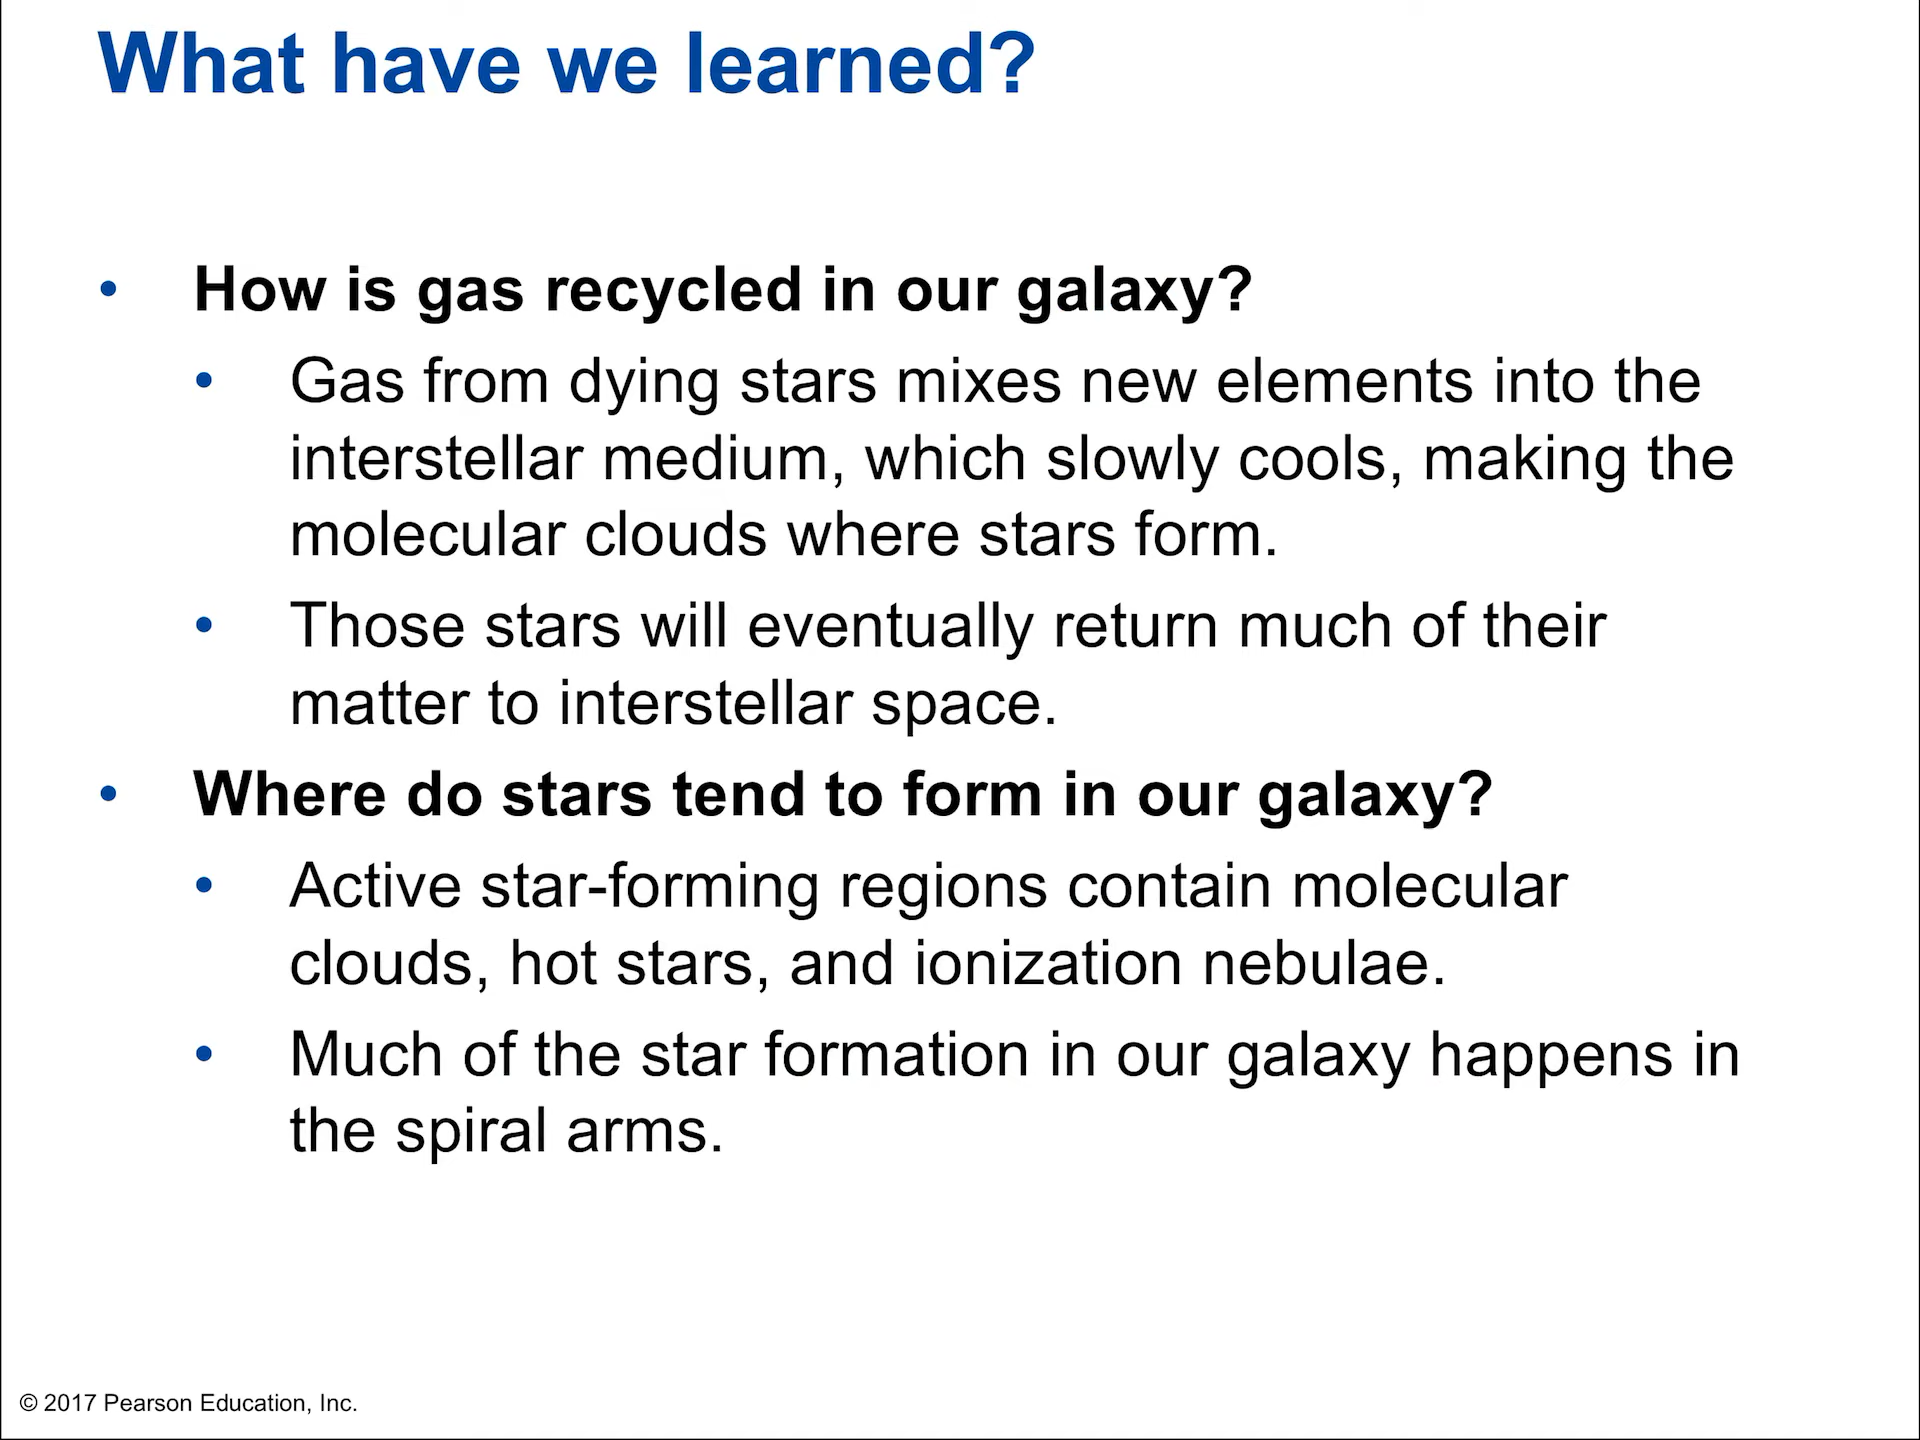 What have we learned?
• How is gas recycled in our galaxy?
• Gas from dying stars mixes new elements into the
interstellar medium, which slowly cools, making the
molecular clouds where stars form.
• Those stars will eventually return much of their
matter to interstellar space.
• Where do stars tend to form in our galaxy?
• Active star-forming regions contain molecular
clouds, hot stars, and ionization nebulae.
• Much of the star formation in our galaxy happens in
the spiral arms.
© 2017 Pearson Education, Inc.